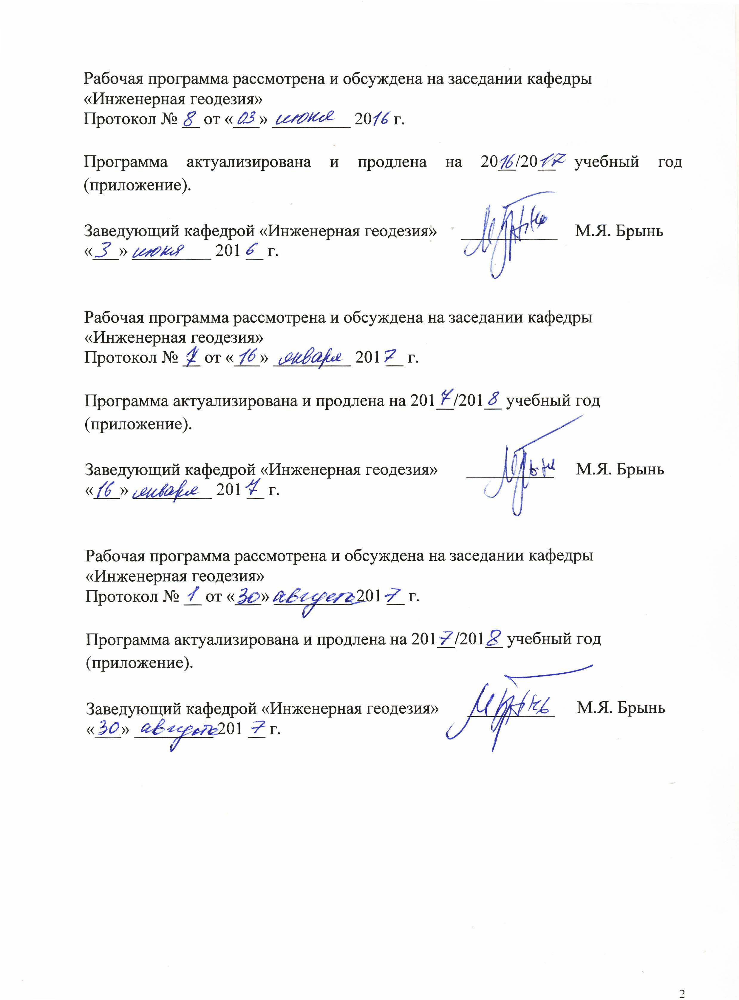 Рабочая программа рассмотрена и обсуждена на заседании кафедры
«Инженерная геодезия»
Протокол № 8 от «03» июня 2016 г.
Программа актуализирована и продлена на 2016/2017 учебный год
(приложение).
Заведующий кафедрой «Инженерная геодезия» М.Я. Брынь
«3» июня 2016 г.
Рабочая программа рассмотрена и обсуждена на заседании кафедры
«Инженерная геодезия»
Протокол № от «16» января 2017 г.
Программа актуализирована и продлена на 2017/2018 учебный год
(приложение).
Заведующий кафедрой «Инженерная геодезия» М.Я. Брынь
«16» января 2017 г.
Рабочая программа рассмотрена и обсуждена на заседании кафедры
«Инженерная геодезия»
Протокол № 1 от «30» августа 2017 г.
Программа актуализирована и продлена на 2017/2018 учебный год
(приложение).
Заведующий кафедрой «Инженерная геодезия» М.Я. Брынь
«30» августа 2017 г.
2